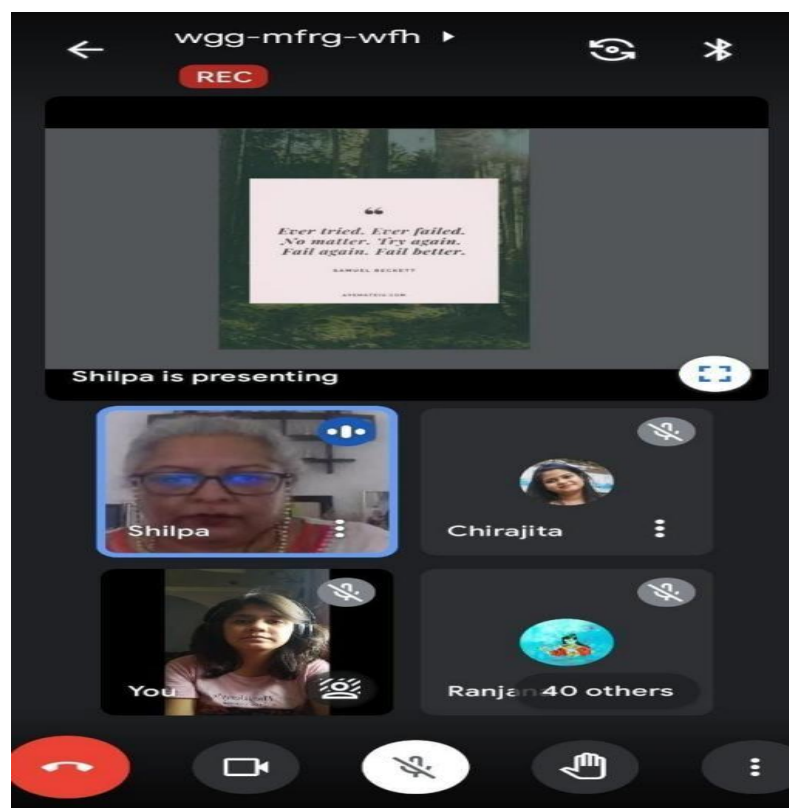 wgg-mfrg-wfh
REC
“
Ever tried. Ever failed.
No matter. Try again.
Fail again. Fail better.
SAMUEL BECKETT
Shilpa is presenting
Shilpa
Chirajita
You
Ranja
40 others